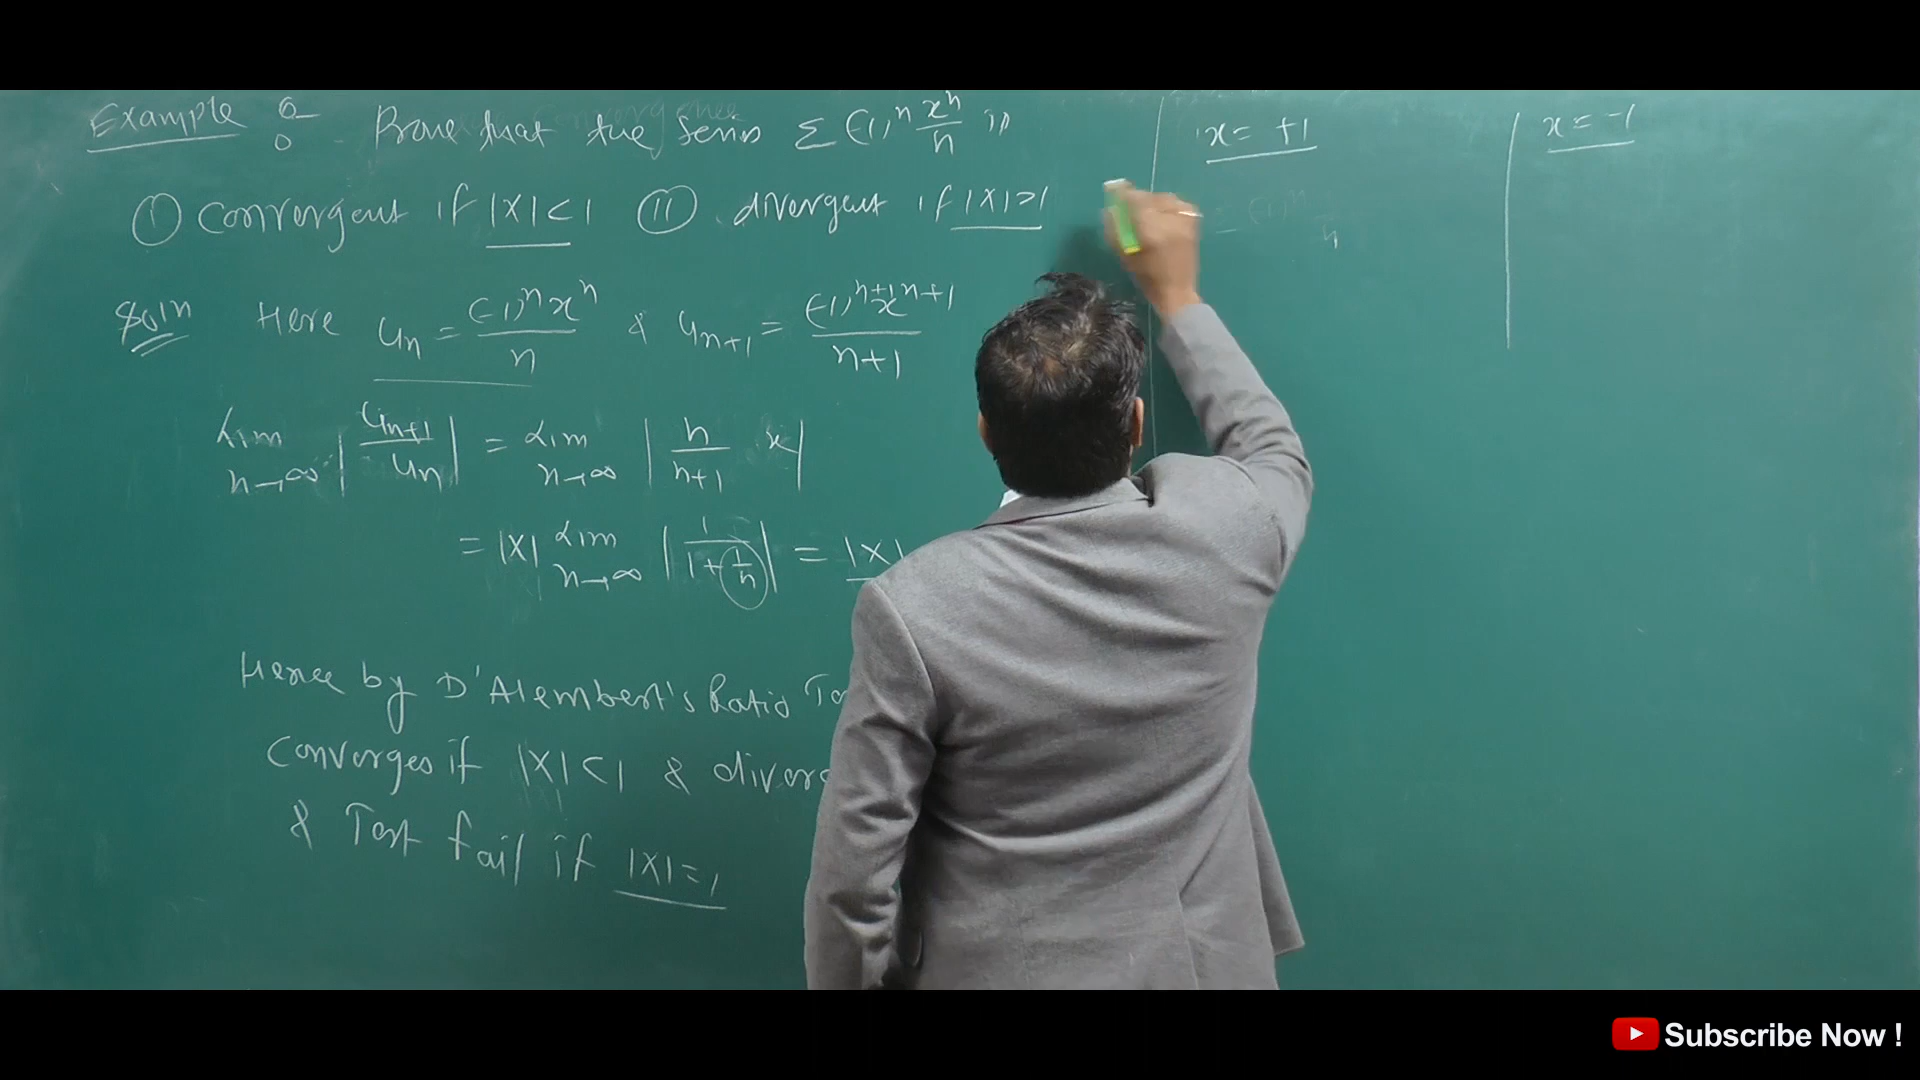 Example : Prove that the series Σ (-1)^n x^n/n is
(i) Convergent if |x| < 1 (ii) divergent if |x| > 1
Soln Here u_n = (-1)^n x^n / n & u_{n+1} = (-1)^{n+1} x^{n+1} / n+1
Lim n→∞ | u_{n+1} / u_n | = Lim n→∞ | n / n+1 x |
= |x| Lim n→∞ | 1 / 1 + 1/n | = |x|
Hence by D'Alembert's Ratio
Converges if |x| < 1 &
& Test fail if |x| = 1
x = +1
x = -1
Subscribe Now !